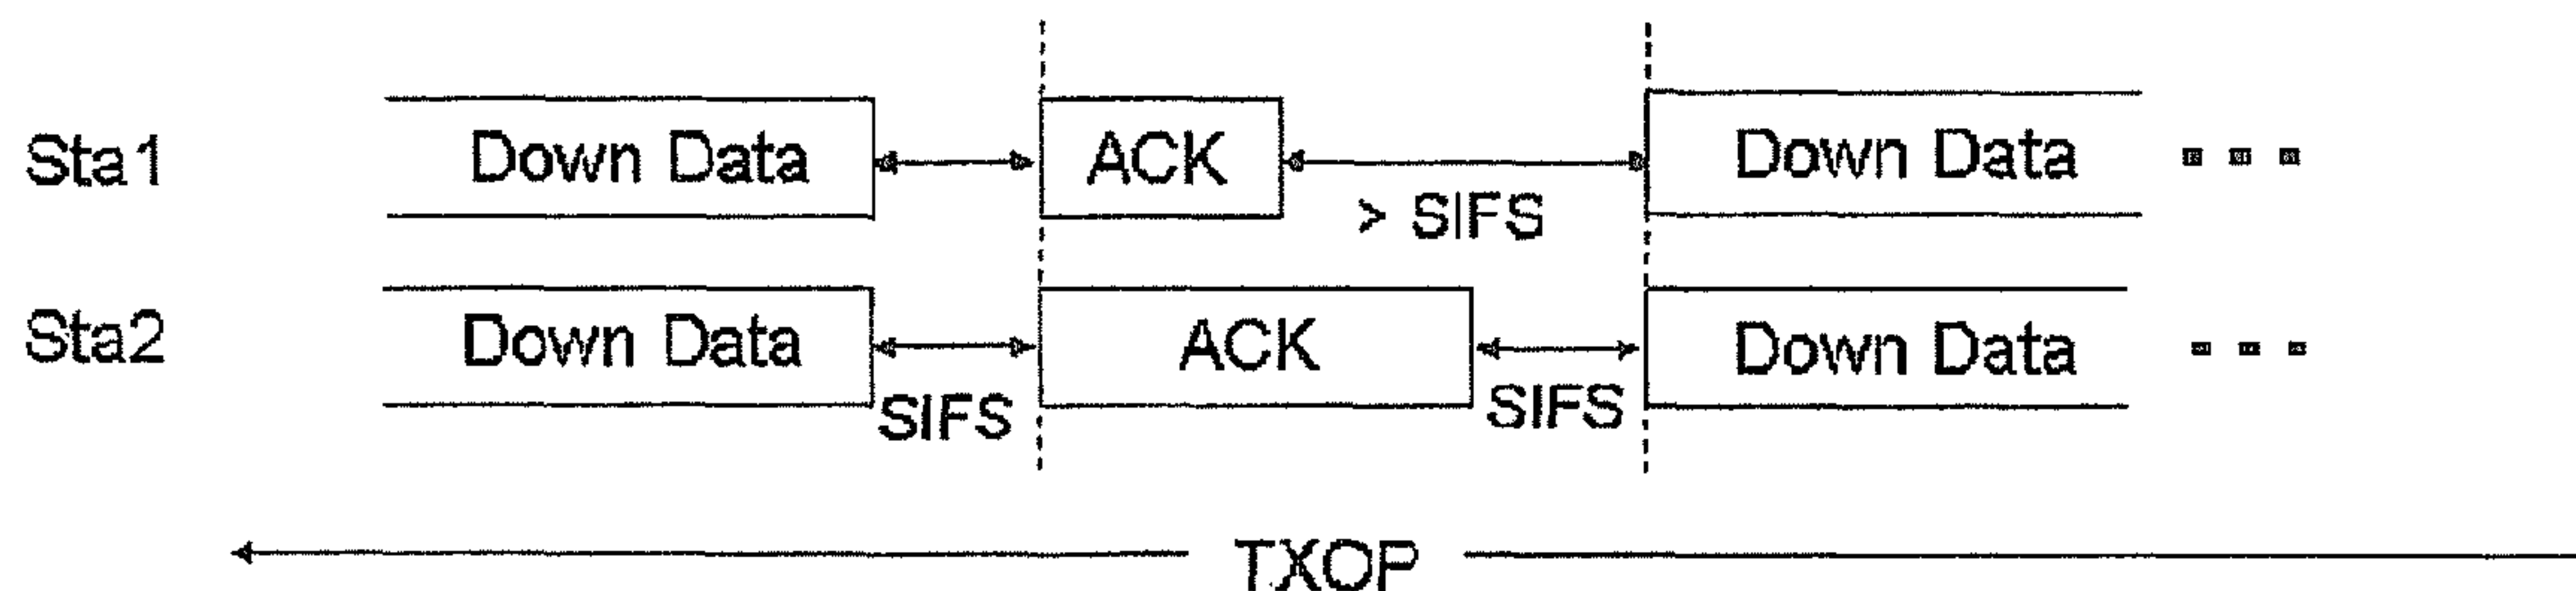 Sta1
Down Data
ACK
> SIFS
Down Data
Sta2
Down Data
SIFS
ACK
SIFS
Down Data
TXOP